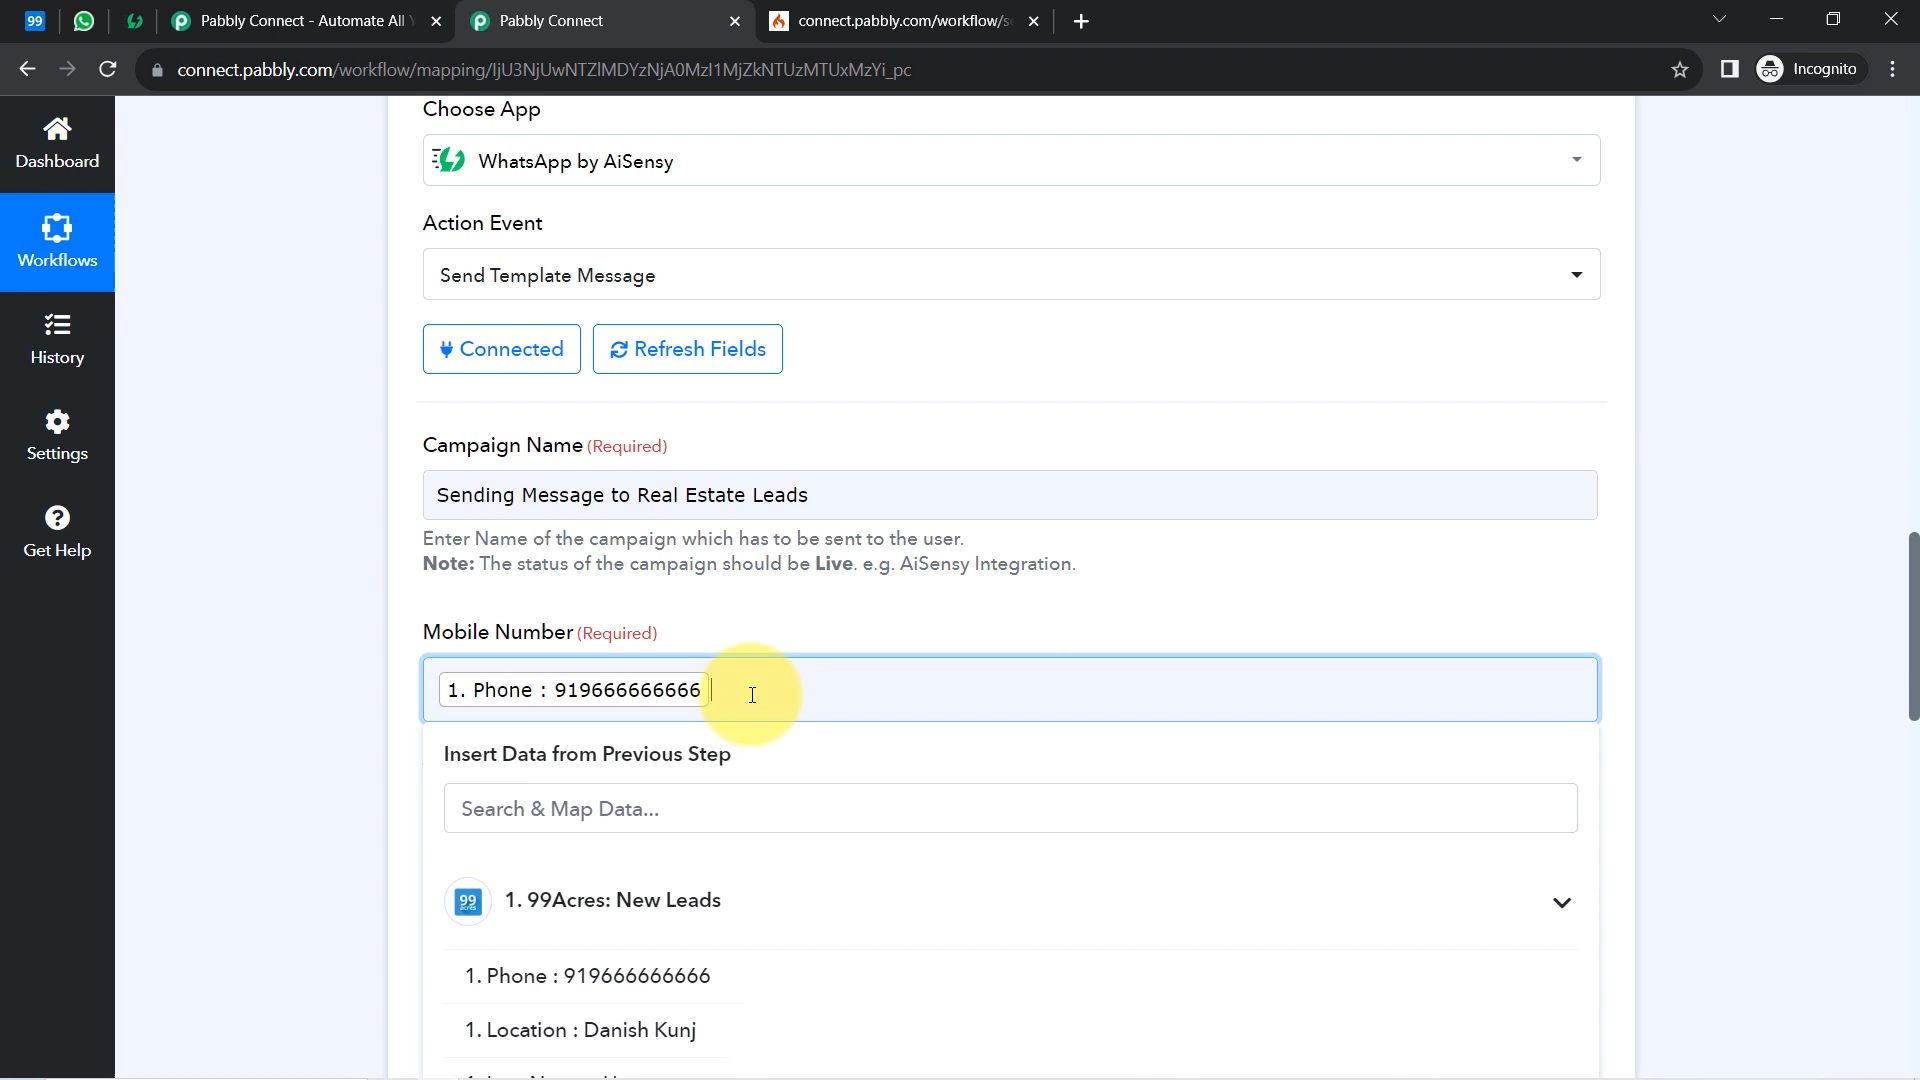 99
Pabbly Connect - Automate All
Pabbly Connect
connect.pabbly.com/workflow/s
connect.pabbly.com/workflow/mapping/IjU3NjUwNTZlMDYzNjA0MzI1MjZkNTUzMTUxMzYi_pc
Incognito
Dashboard
Workflows
History
Settings
Get Help
Choose App
WhatsApp by AiSensy
Action Event
Send Template Message
Connected
Refresh Fields
Campaign Name (Required)
Sending Message to Real Estate Leads
Enter Name of the campaign which has to be sent to the user.
Note: The status of the campaign should be Live. e.g. AiSensy Integration.
Mobile Number (Required)
1. Phone : 919666666666
Insert Data from Previous Step
Search & Map Data...
99 acres
1. 99Acres: New Leads
1. Phone : 919666666666
1. Location : Danish Kunj